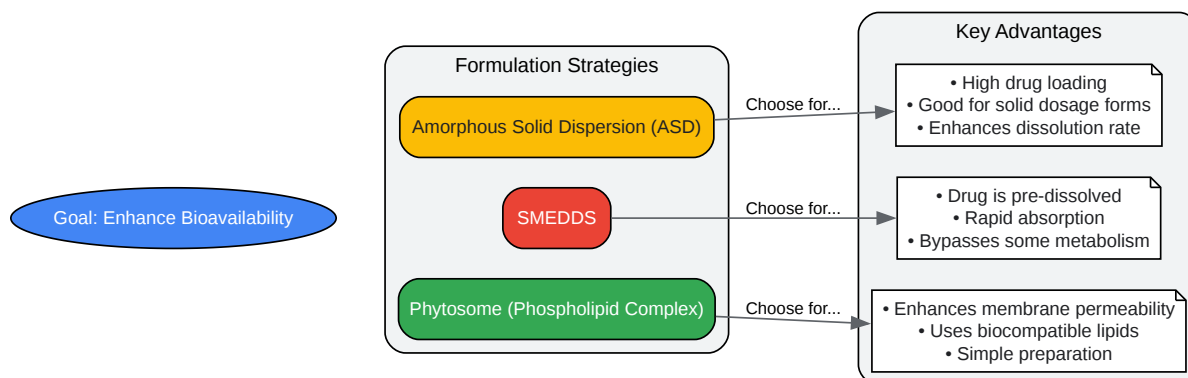 Goal: Enhance Bioavailability
Formulation Strategies
Amorphous Solid Dispersion (ASD)
SMEDDS
Phytosome (Phospholipid Complex)
Choose for...
Choose for...
Choose for...
Key Advantages
• High drug loading
• Good for solid dosage forms
• Enhances dissolution rate
• Drug is pre-dissolved
• Rapid absorption
• Bypasses some metabolism
• Enhances membrane permeability
• Uses biocompatible lipids
• Simple preparation